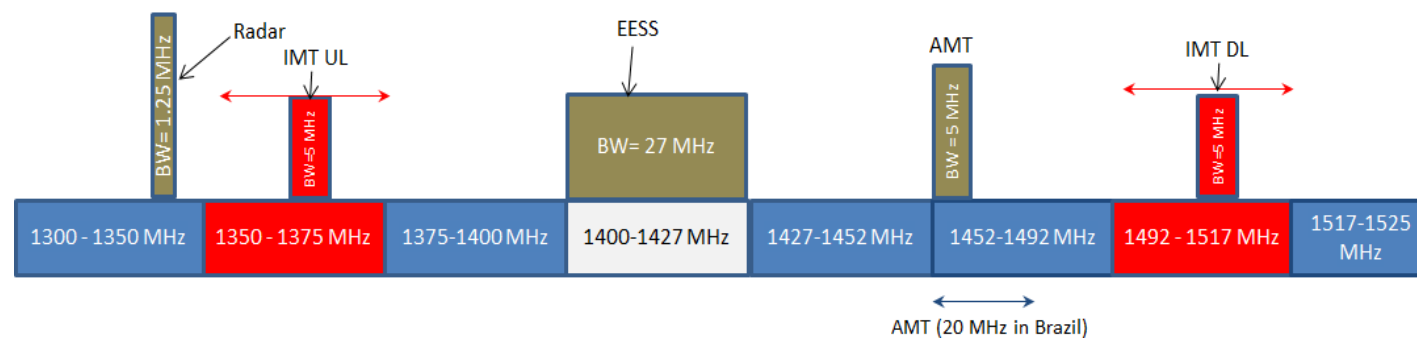 Radar
IMT UL
EESS
AMT
IMT DL
BW= 1.25 MHz
BW=5 MHz
BW= 27 MHz
BW =5 MHz
BW=5 MHz
1300 - 1350 MHz
1350 - 1375 MHz
1375-1400 MHz
1400-1427 MHz
1427-1452 MHz
1452-1492 MHz
1492 - 1517 MHz
1517-1525
MHz
AMT (20 MHz in Brazil)